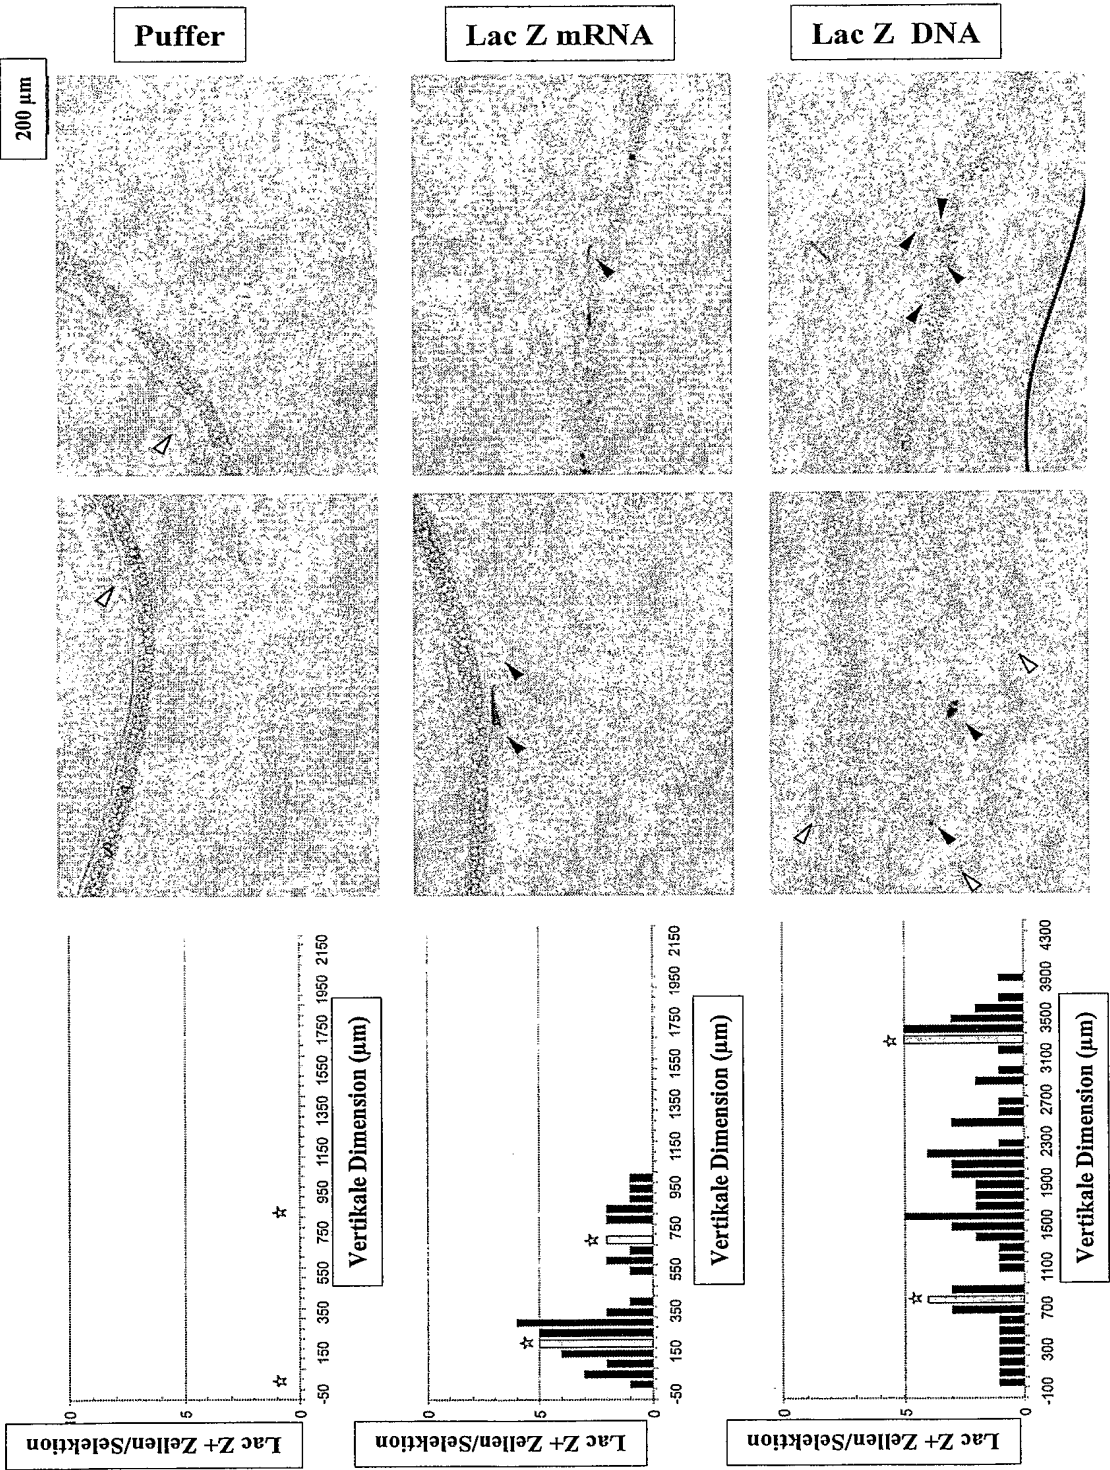 200 µm
Puffer
Lac Z mRNA
Lac Z DNA
Lac Z+ Zellen/Selektion
5
0
-50 150 350 550 750 950 1150 1350 1550 1750 1950 2150
Vertikale Dimension (µm)
Lac Z+ Zellen/Selektion
0
5
0
-50 150 350 550 750 950 1150 1350 1550 1750 1950 2150
Vertikale Dimension (µm)
Lac Z+ Zellen/Selektion
0
5
0
-100 300 700 1100 1500 1900 2300 2700 3100 3500 3900 4300
Vertikale Dimension (µm)